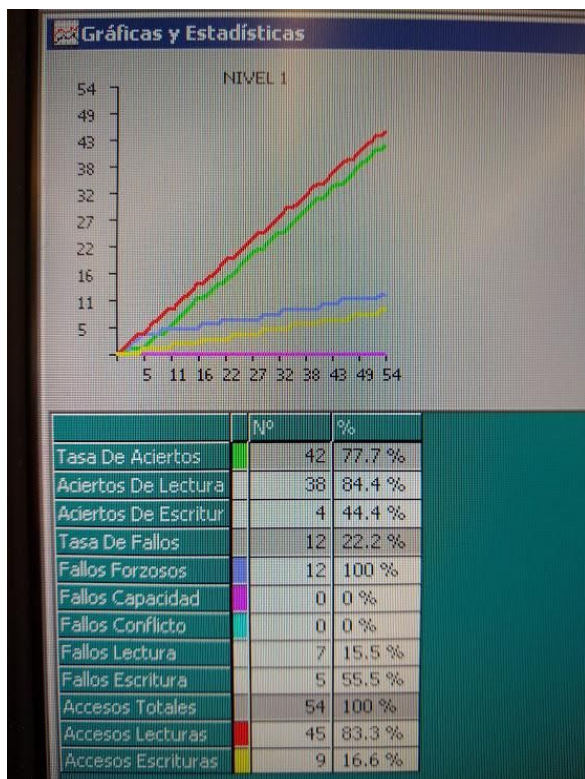 Gráficas y Estadísticas
NIVEL 1
54
49
43
38
32
27
22
16
11
5
5 11 16 22 27 32 38 43 49 54
Nº %
Tasa De Aciertos 42 77.7 %
Aciertos De Lectura 38 84.4 %
Aciertos De Escritur 4 44.4 %
Tasa De Fallos 12 22.2 %
Fallos Forzosos 12 100 %
Fallos Capacidad 0 0 %
Fallos Conflicto 0 0 %
Fallos Lectura 7 15.5 %
Fallos Escritura 5 55.5 %
Accesos Totales 54 100 %
Accesos Lecturas 45 83.3 %
Accesos Escrituras 9 16.6 %